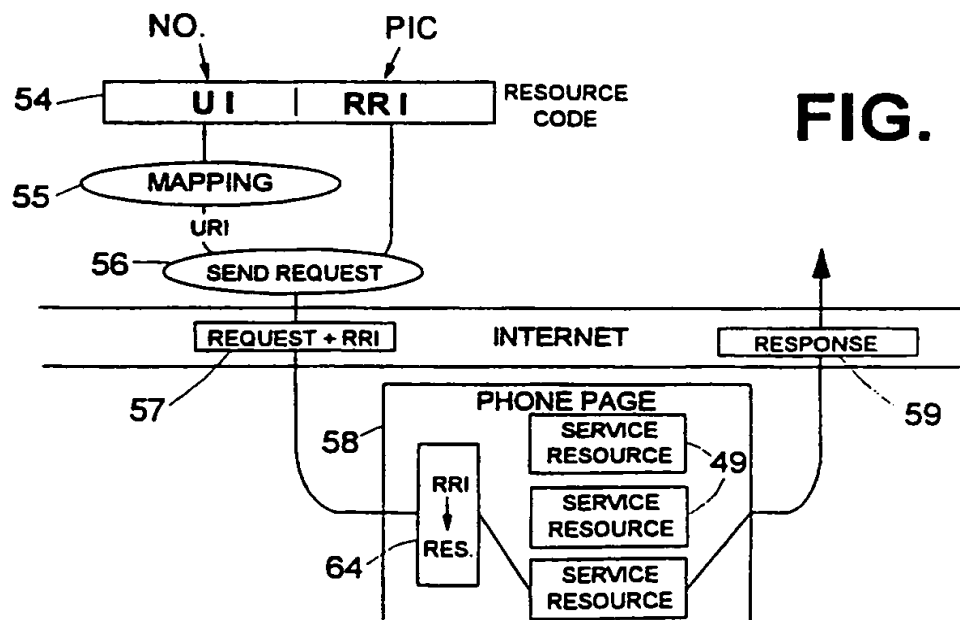 NO.
PIC
54
UI
RRI
RESOURCE
CODE
FIG.
MAPPING
55
URI
56
SEND REQUEST
REQUEST + RRI
INTERNET
RESPONSE
57
59
PHONE PAGE
58
SERVICE
RESOURCE
49
RRI
RES.
64
SERVICE
RESOURCE
SERVICE
RESOURCE